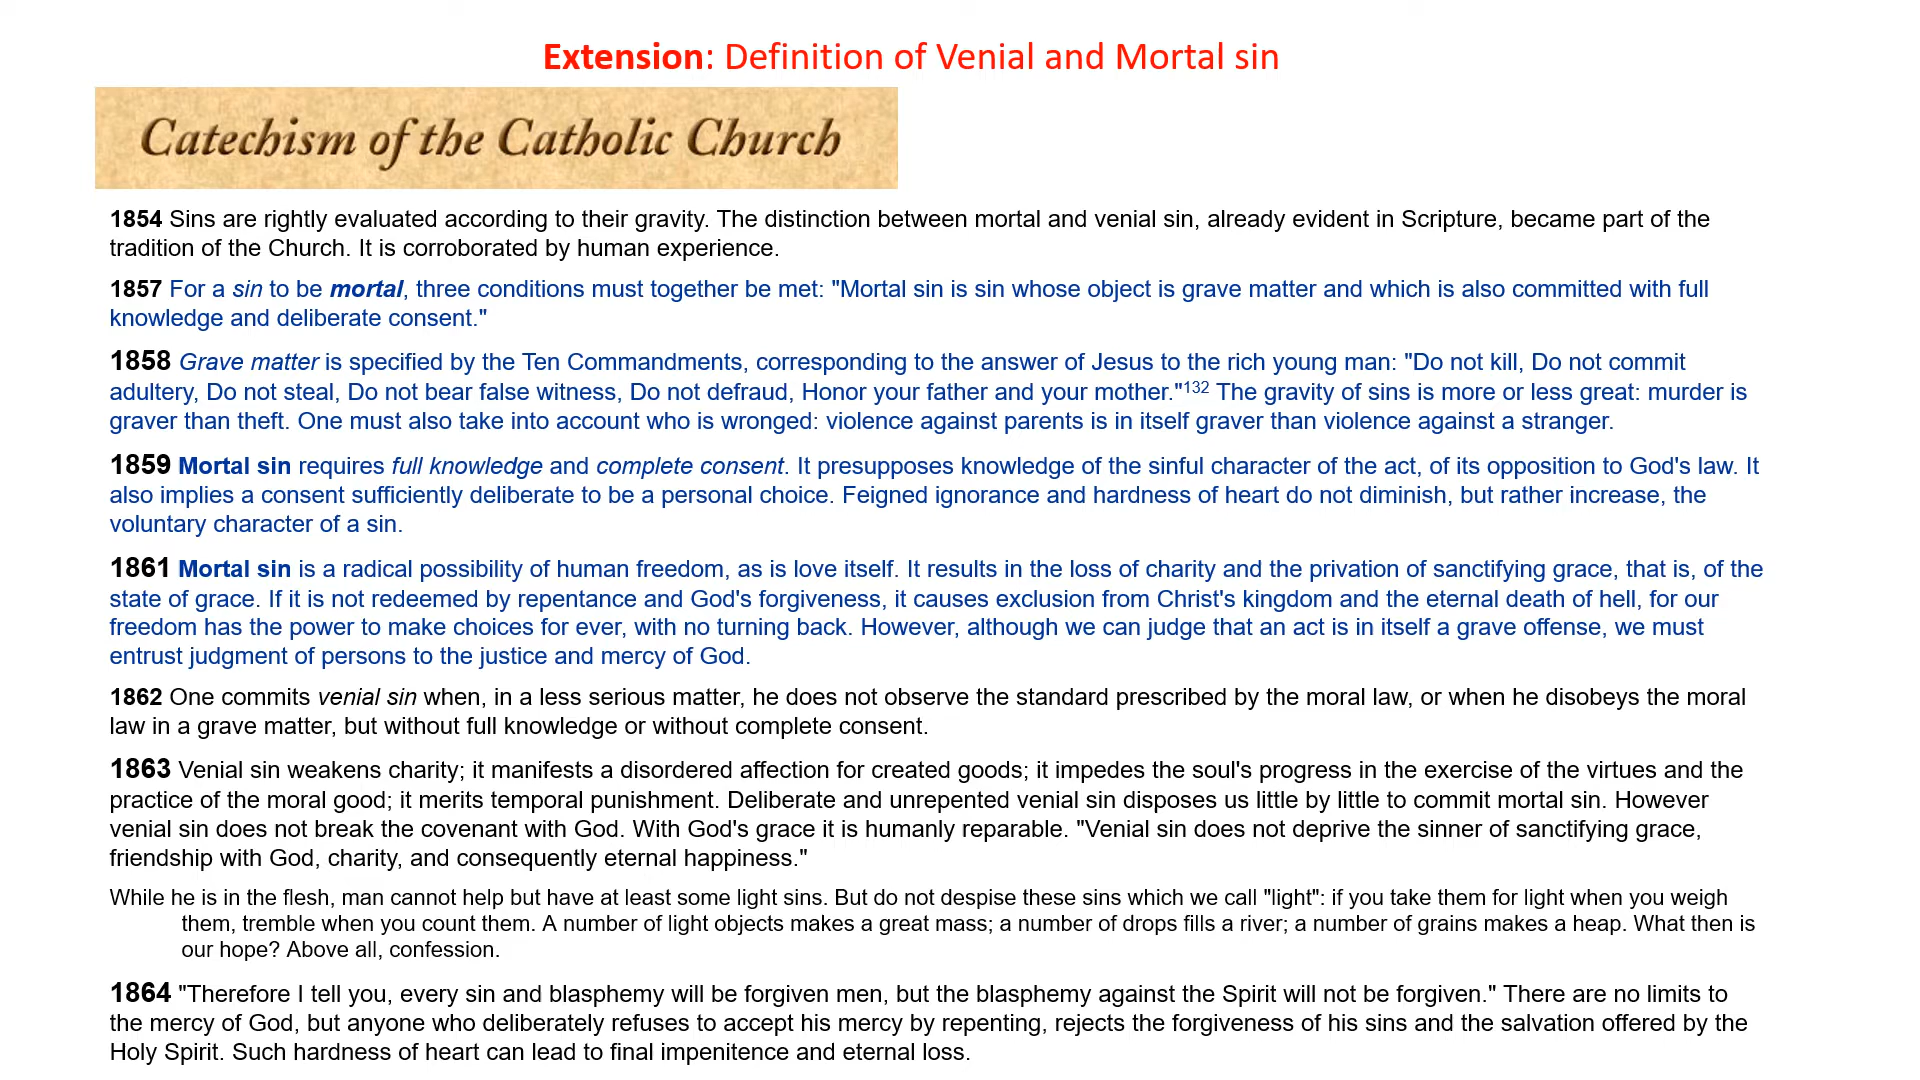 Extension: Definition of Venial and Mortal sin
Catechism of the Catholic Church
1854 Sins are rightly evaluated according to their gravity. The distinction between mortal and venial sin, already evident in Scripture, became part of the
tradition of the Church. It is corroborated by human experience.
1857 For a sin to be mortal, three conditions must together be met: "Mortal sin is sin whose object is grave matter and which is also committed with full
knowledge and deliberate consent."
1858 Grave matter is specified by the Ten Commandments, corresponding to the answer of Jesus to the rich young man: "Do not kill, Do not commit
adultery, Do not steal, Do not bear false witness, Do not defraud, Honor your father and your mother."132 The gravity of sins is more or less great: murder is
graver than theft. One must also take into account who is wronged: violence against parents is in itself graver than violence against a stranger.
1859 Mortal sin requires full knowledge and complete consent. It presupposes knowledge of the sinful character of the act, of its opposition to God's law. It
also implies a consent sufficiently deliberate to be a personal choice. Feigned ignorance and hardness of heart do not diminish, but rather increase, the
voluntary character of a sin.
1861 Mortal sin is a radical possibility of human freedom, as is love itself. It results in the loss of charity and the privation of sanctifying grace, that is, of the
state of grace. If it is not redeemed by repentance and God's forgiveness, it causes exclusion from Christ's kingdom and the eternal death of hell, for our
freedom has the power to make choices for ever, with no turning back. However, although we can judge that an act is in itself a grave offense, we must
entrust judgment of persons to the justice and mercy of God.
1862 One commits venial sin when, in a less serious matter, he does not observe the standard prescribed by the moral law, or when he disobeys the moral
law in a grave matter, but without full knowledge or without complete consent.
1863 Venial sin weakens charity; it manifests a disordered affection for created goods; it impedes the soul's progress in the exercise of the virtues and the
practice of the moral good; it merits temporal punishment. Deliberate and unrepented venial sin disposes us little by little to commit mortal sin. However
venial sin does not break the covenant with God. With God's grace it is humanly reparable. "Venial sin does not deprive the sinner of sanctifying grace,
friendship with God, charity, and consequently eternal happiness."
While he is in the flesh, man cannot help but have at least some light sins. But do not despise these sins which we call "light": if you take them for light when you weigh
them, tremble when you count them. A number of light objects makes a great mass; a number of drops fills a river; a number of grains makes a heap. What then is
our hope? Above all, confession.
1864 "Therefore I tell you, every sin and blasphemy will be forgiven men, but the blasphemy against the Spirit will not be forgiven." There are no limits to
the mercy of God, but anyone who deliberately refuses to accept his mercy by repenting, rejects the forgiveness of his sins and the salvation offered by the
Holy Spirit. Such hardness of heart can lead to final impenitence and eternal loss.